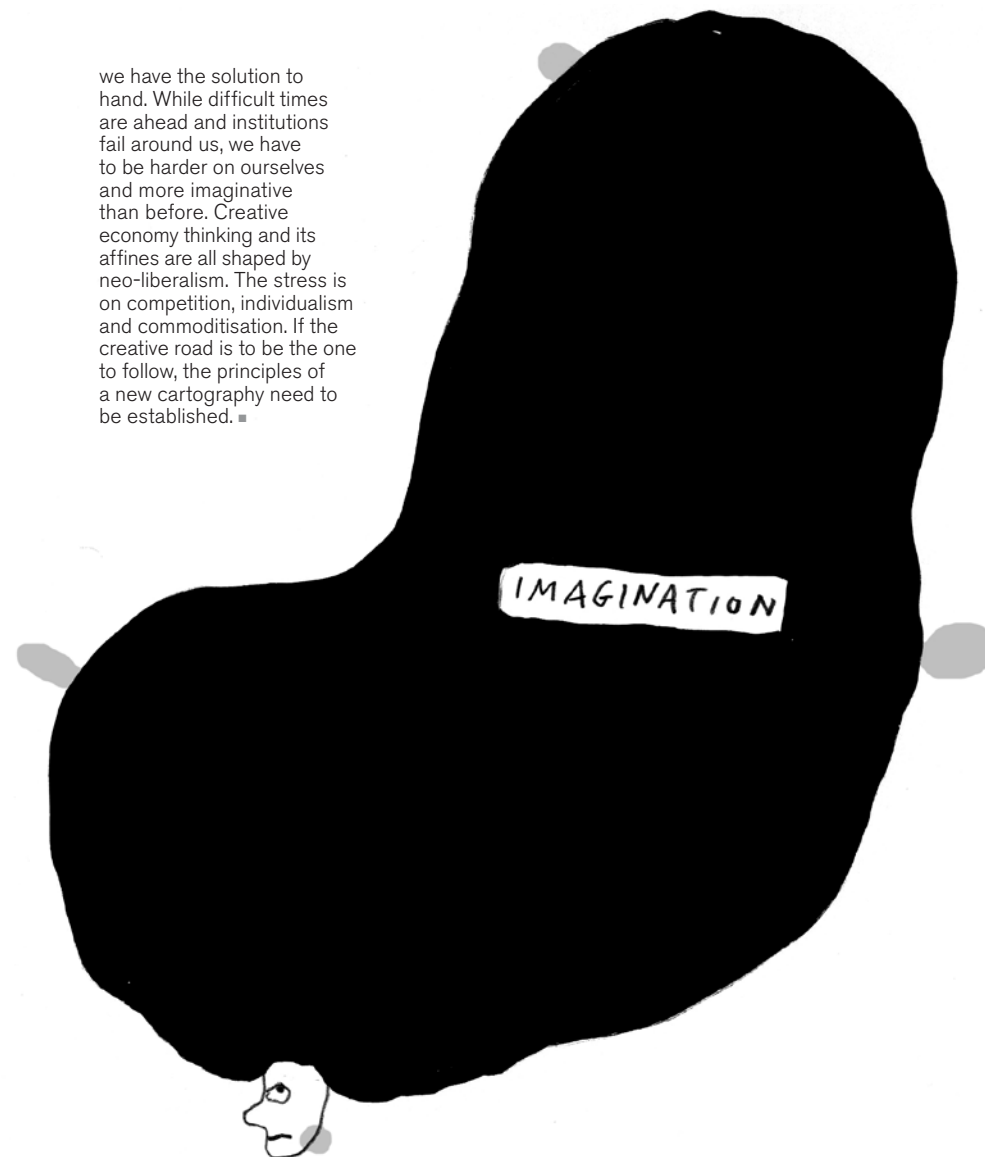 we have the solution to
hand. While difficult times
are ahead and institutions
fail around us, we have
to be harder on ourselves
and more imaginative
than before. Creative
economy thinking and its
affines are all shaped by
neo-liberalism. The stress is
on competition, individualism
and commoditisation. If the
creative road is to be the one
to follow, the principles of
a new cartography need to
be established. ■
IMAGINATION